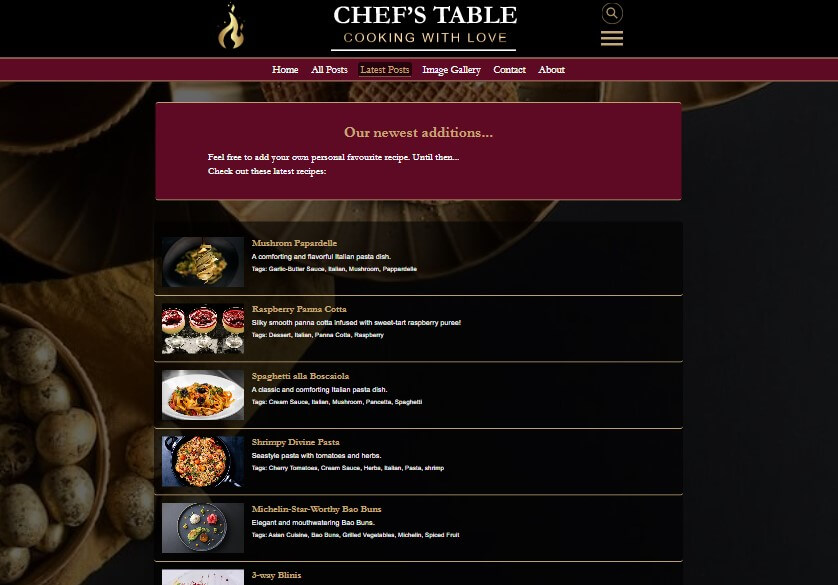 CHEF'S TABLE
COOKING WITH LOVE
Home All Posts Latest Posts Image Gallery Contact About
Our newest additions...
Feel free to add your own personal favourite recipe. Until then...
Check out these latest recipes:
Mushrom Papardelle
A comforting and flavorful Italian pasta dish.
Tags: Garlic-Butter Sauce, Italian, Mushroom, Pappardelle
Raspberry Panna Cotta
Silky smooth panna cotta infused with sweet-tart raspberry puree!
Tags: Dessert, Italian, Panna Cotta, Raspberry
Spaghetti alla Boscaiola
A classic and comforting Italian pasta dish.
Tags: Cream Sauce, Italian, Mushroom, Pancetta, Spaghetti
Shrimpy Divine Pasta
Seastyle pasta with tomatoes and herbs.
Tags: Cherry Tomatoes, Cream Sauce, Herbs, Italian, Pasta, shrimp
Michelin-Star-Worthy Bao Buns
Elegant and mouthwatering Bao Buns.
Tags: Asian Cuisine, Bao Buns, Grilled Vegetables, Michelin, Spiced Fruit
3-way Blinis